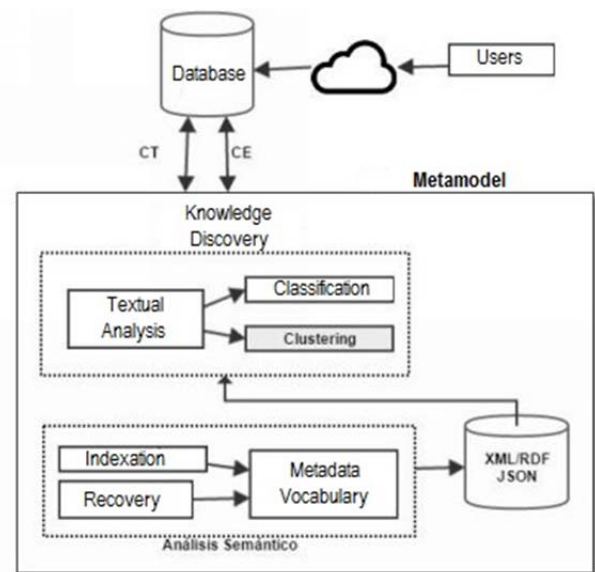 Database
Users
CT
CE
Metamodel
Knowledge
Discovery
Textual
Analysis
Classification
Clustering
Indexation
Recovery
Metadata
Vocabulary
XML/RDF
JSON
Análisis Semántico